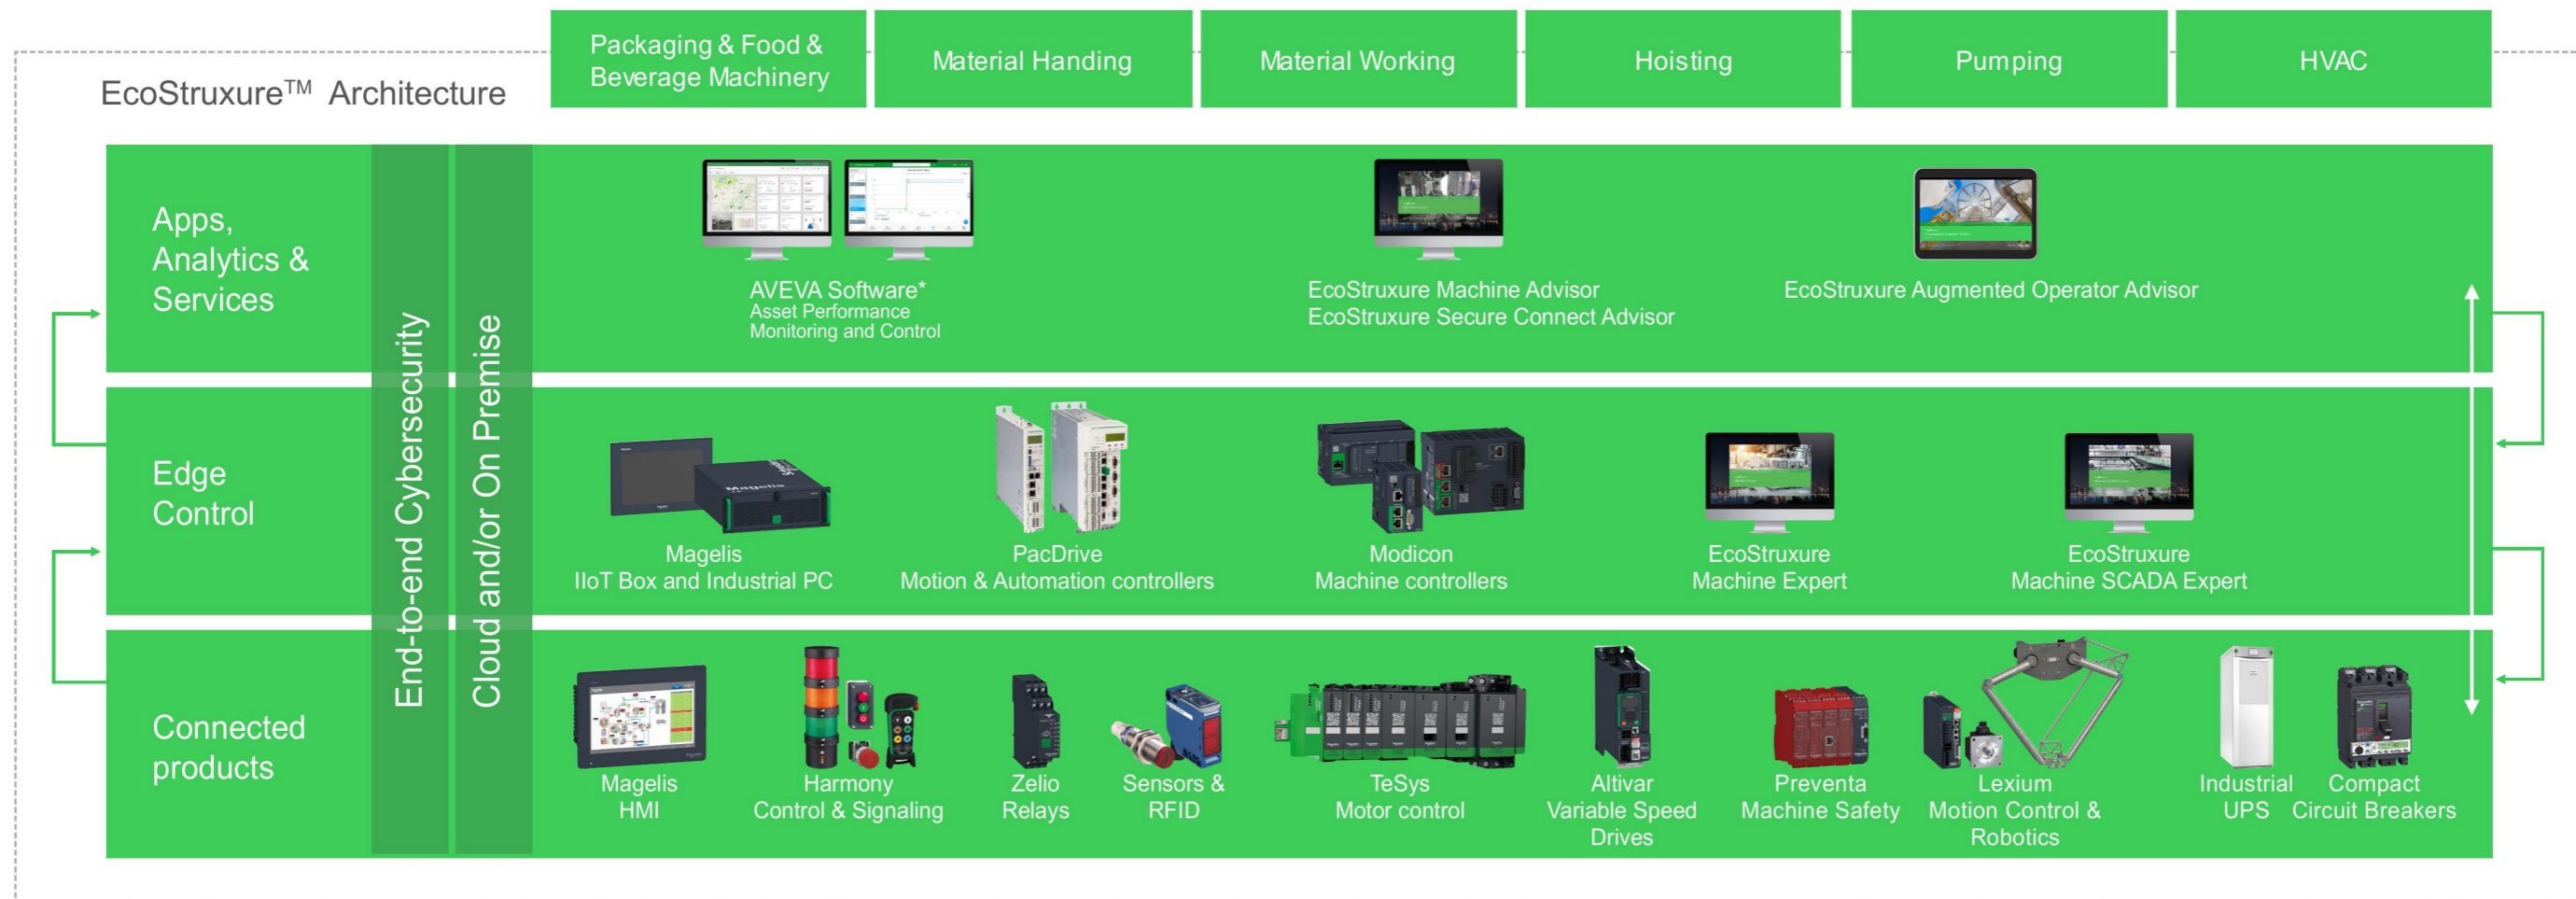 Packaging & Food &
Beverage Machinery
Material Handing
Material Working
Hoisting
Pumping
HVAC
EcoStruxure™ Architecture
Apps,
Analytics &
Services
End-to-end Cybersecurity
Cloud and/or On Premise
AVEVA Software*
Asset Performance
Monitoring and Control
EcoStruxure Machine Advisor
EcoStruxure Secure Connect Advisor
EcoStruxure Augmented Operator Advisor
Edge
Control
Magelis
Magelis
IIoT Box and Industrial PC
PacDrive
Motion & Automation controllers
Modicon
Machine controllers
EcoStruxure
Machine Expert
EcoStruxure
Machine SCADA Expert
Connected
products
Magelis
HMI
Harmony
Control & Signaling
Zelio
Relays
Sensors &
RFID
TeSys
Motor control
Altivar
Variable Speed
Drives
Preventa
Machine Safety
Lexium
Motion Control &
Robotics
Industrial
UPS
Compact
Circuit Breakers